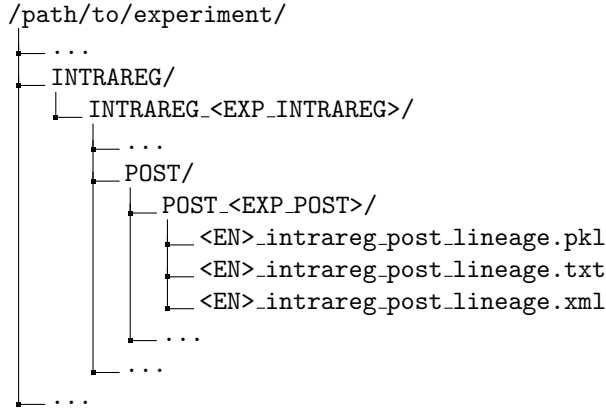 /path/to/experiment/
...
INTRAREG/
INTRAREG_<EXP_INTRAREG>/
...
POST/
POST_<EXP_POST>/
<EN>_intrareg_post_lineage.pkl
<EN>_intrareg_post_lineage.txt
<EN>_intrareg_post_lineage.xml
...
...
...